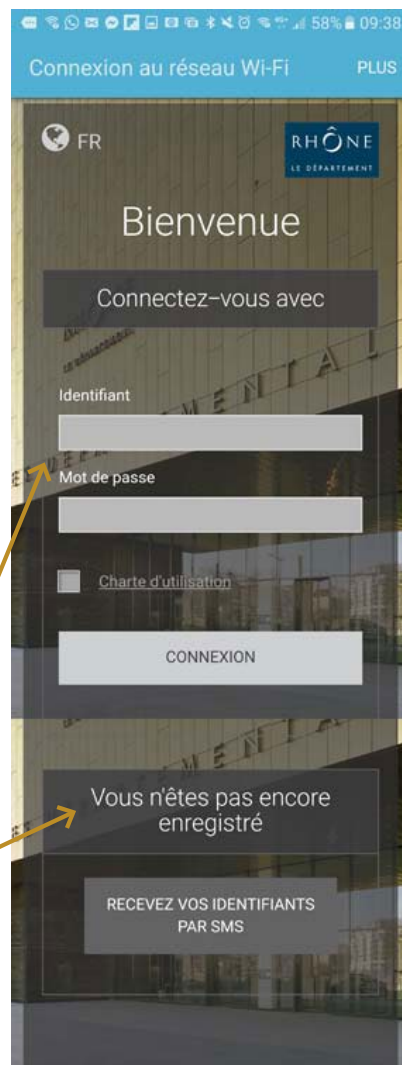 58% 09:38
Connexion au réseau Wi-Fi PLUS
FR
RHÔNE
LE DÉPARTEMENT
Bienvenue
Connectez-vous avec
MENTAL
Identifiant
Mot de passe
Charte d'utilisation
CONNEXION
Vous n'êtes pas encore
enregistré
RECEVEZ VOS IDENTIFIANTS
PAR SMS